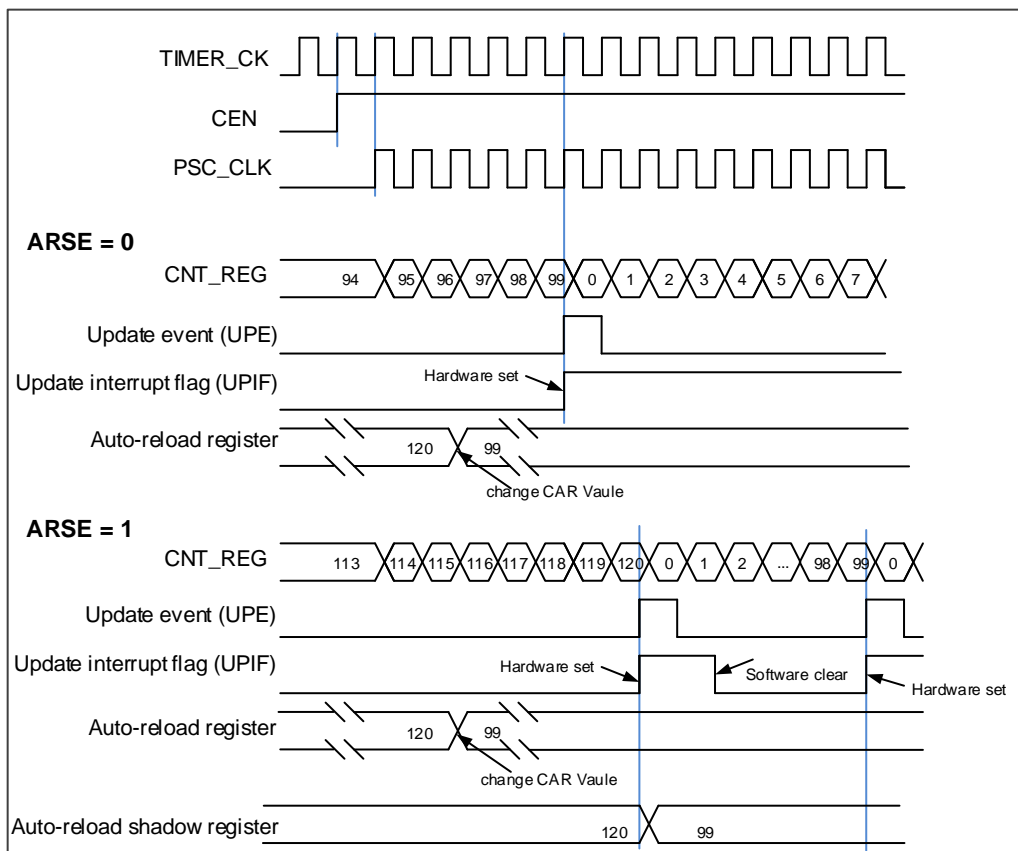 TIMER_CK
CEN
PSC_CLK
ARSE = 0
CNT_REG 94 95 96 97 98 99 0 1 2 3 4 5 6 7
Update event (UPE)
Hardware set
Update interrupt flag (UPIF)
Auto-reload register
120 99
change CAR Vaule
ARSE = 1
CNT_REG 113 114 115 116 117 118 119 120 0 1 2 ... 98 99 0
Update event (UPE)
Update interrupt flag (UPIF) Hardware set Software clear
Hardware set
Auto-reload register
120 99
change CAR Vaule
Auto-reload shadow register 120 99